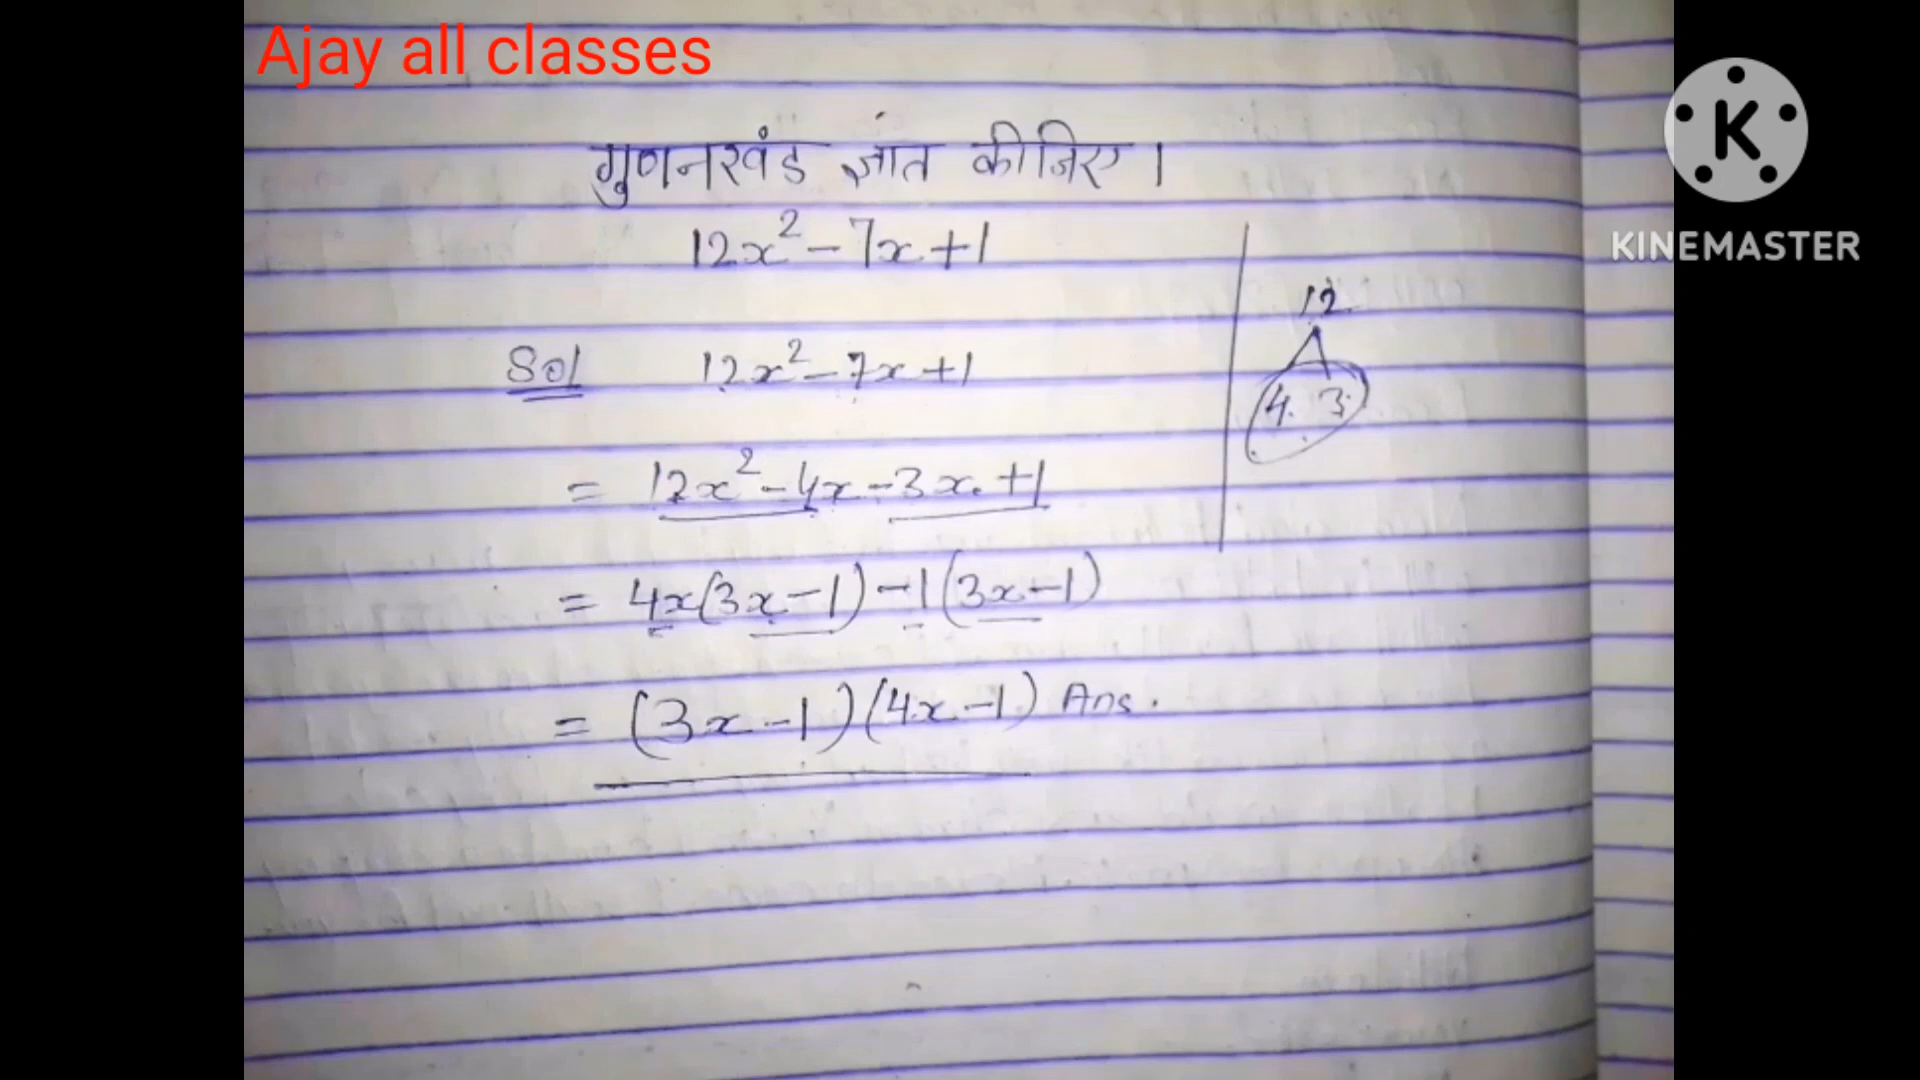 Ajay all classes
गुणनखंड ज्ञात कीजिए।
12x² - 7x + 1
12
4 3
Sol 12x² - 7x + 1
= 12x² - 4x - 3x + 1
= 4x(3x - 1) - 1(3x - 1)
= (3x - 1)(4x - 1) Ans.
K
KINEMASTER